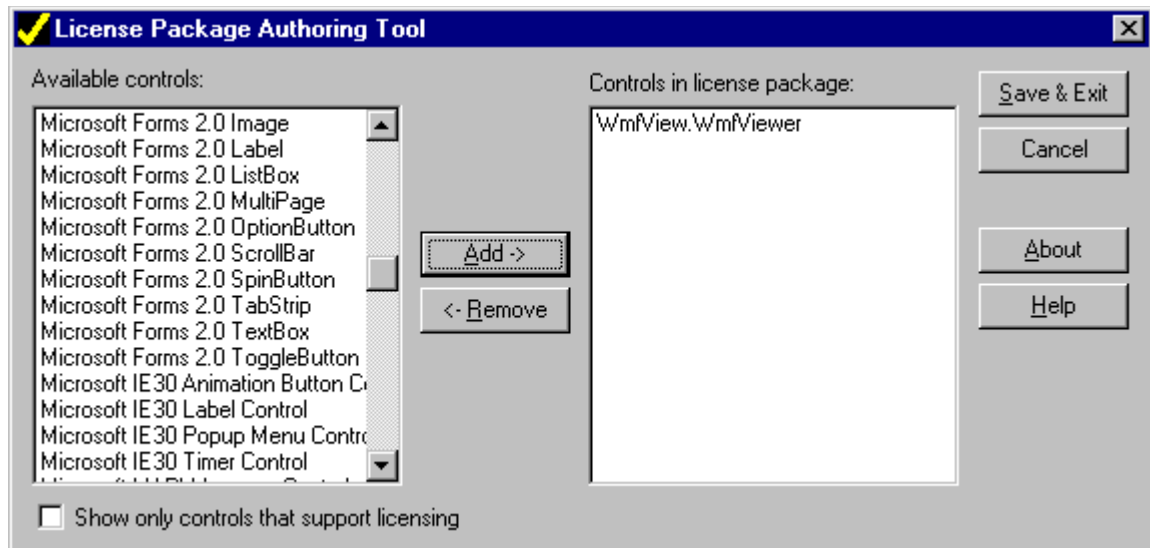 License Package Authoring Tool
Available controls:
Microsoft Forms 2.0 Image
Microsoft Forms 2.0 Label
Microsoft Forms 2.0 ListBox
Microsoft Forms 2.0 MultiPage
Microsoft Forms 2.0 OptionButton
Microsoft Forms 2.0 ScrollBar
Microsoft Forms 2.0 SpinButton
Microsoft Forms 2.0 TabStrip
Microsoft Forms 2.0 TextBox
Microsoft Forms 2.0 ToggleButton
Microsoft IE30 Animation Button C
Microsoft IE30 Label Control
Microsoft IE30 Popup Menu Contr
Microsoft IE30 Timer Control
Add ->
<- Remove
Controls in license package:
WmfView.WmfViewer
Save & Exit
Cancel
About
Help
Show only controls that support licensing